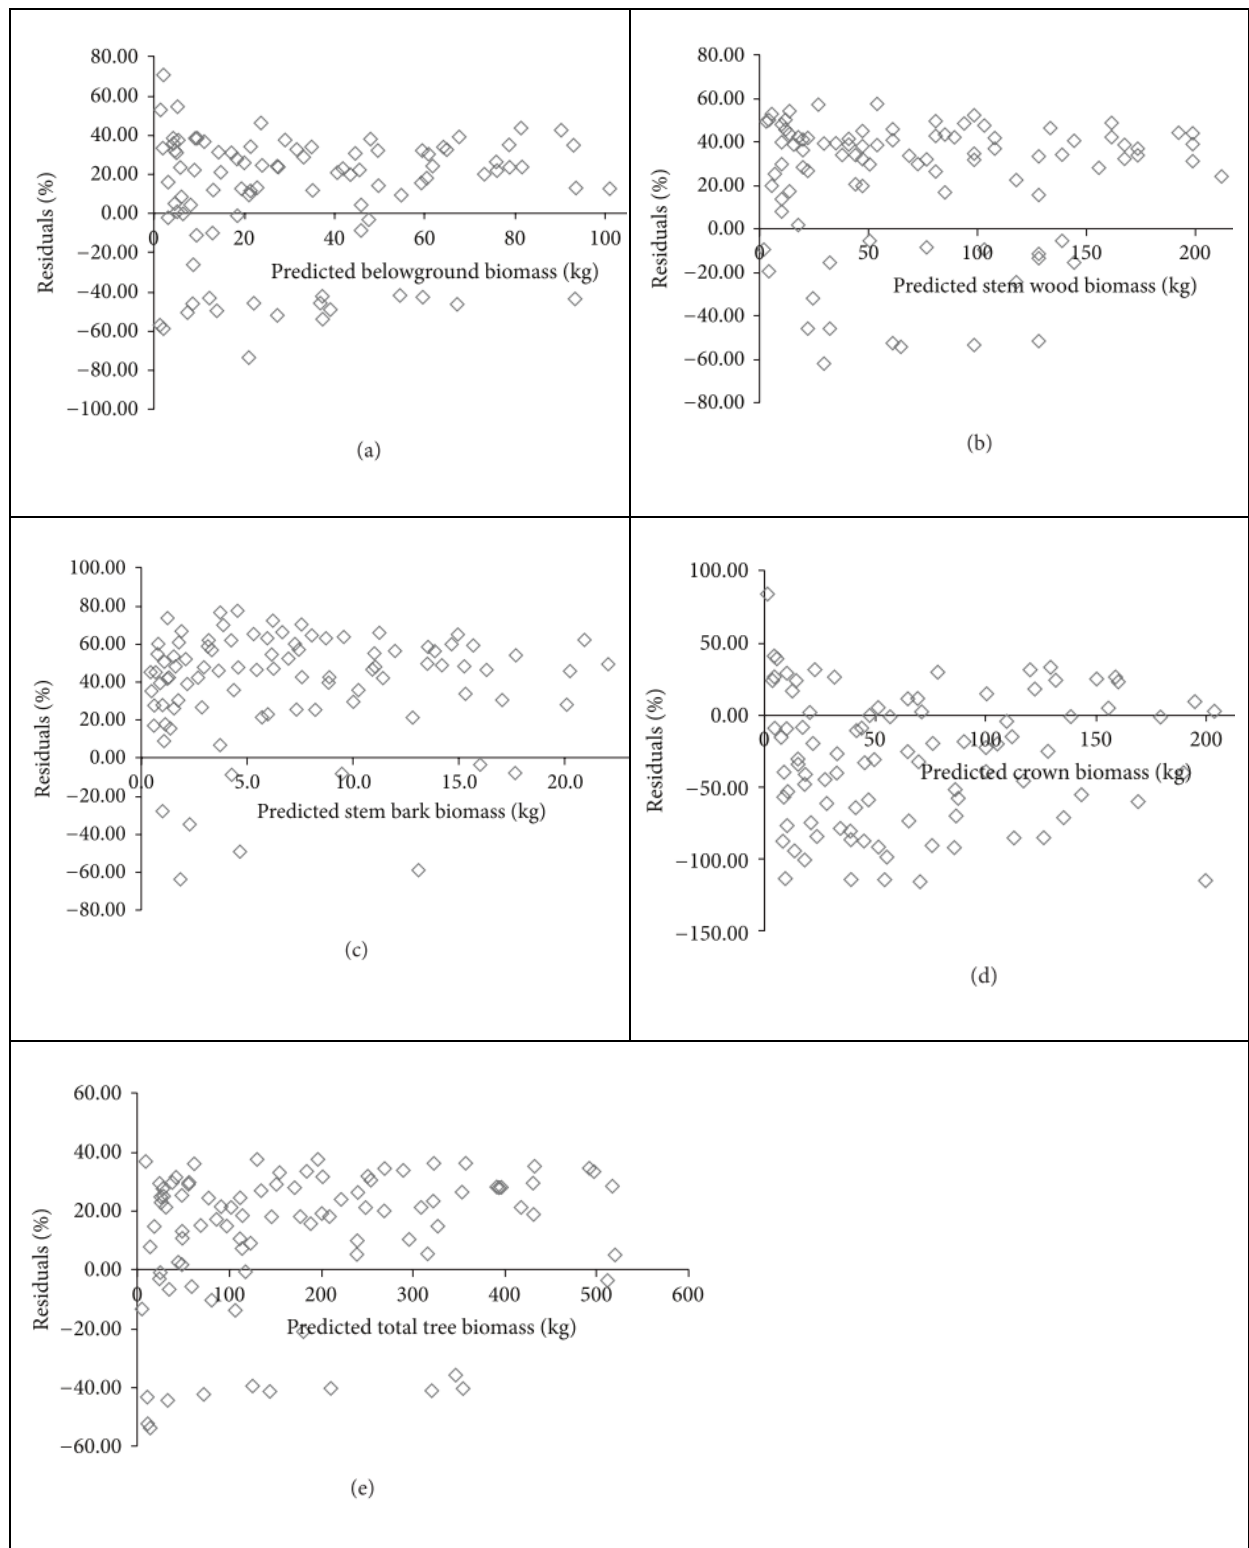 80.00
60.00
40.00
20.00
0.00
−20.00
−40.00
−60.00
−80.00
−100.00
0 20 40 60 80 100
Residuals (%)
Predicted belowground biomass (kg)
(a)
80.00
60.00
40.00
20.00
0.00
−20.00
−40.00
−60.00
−80.00
0 50 100 150 200
Residuals (%)
Predicted stem wood biomass (kg)
(b)
100.00
80.00
60.00
40.00
20.00
0.00
−20.00
−40.00
−60.00
−80.00
0.0 5.0 10.0 15.0 20.0
Residuals (%)
Predicted stem bark biomass (kg)
(c)
100.00
50.00
0.00
−50.00
−100.00
−150.00
0 50 100 150 200
Residuals (%)
Predicted crown biomass (kg)
(d)
60.00
40.00
20.00
0.00
−20.00
−40.00
−60.00
0 100 200 300 400 500 600
Residuals (%)
Predicted total tree biomass (kg)
(e)